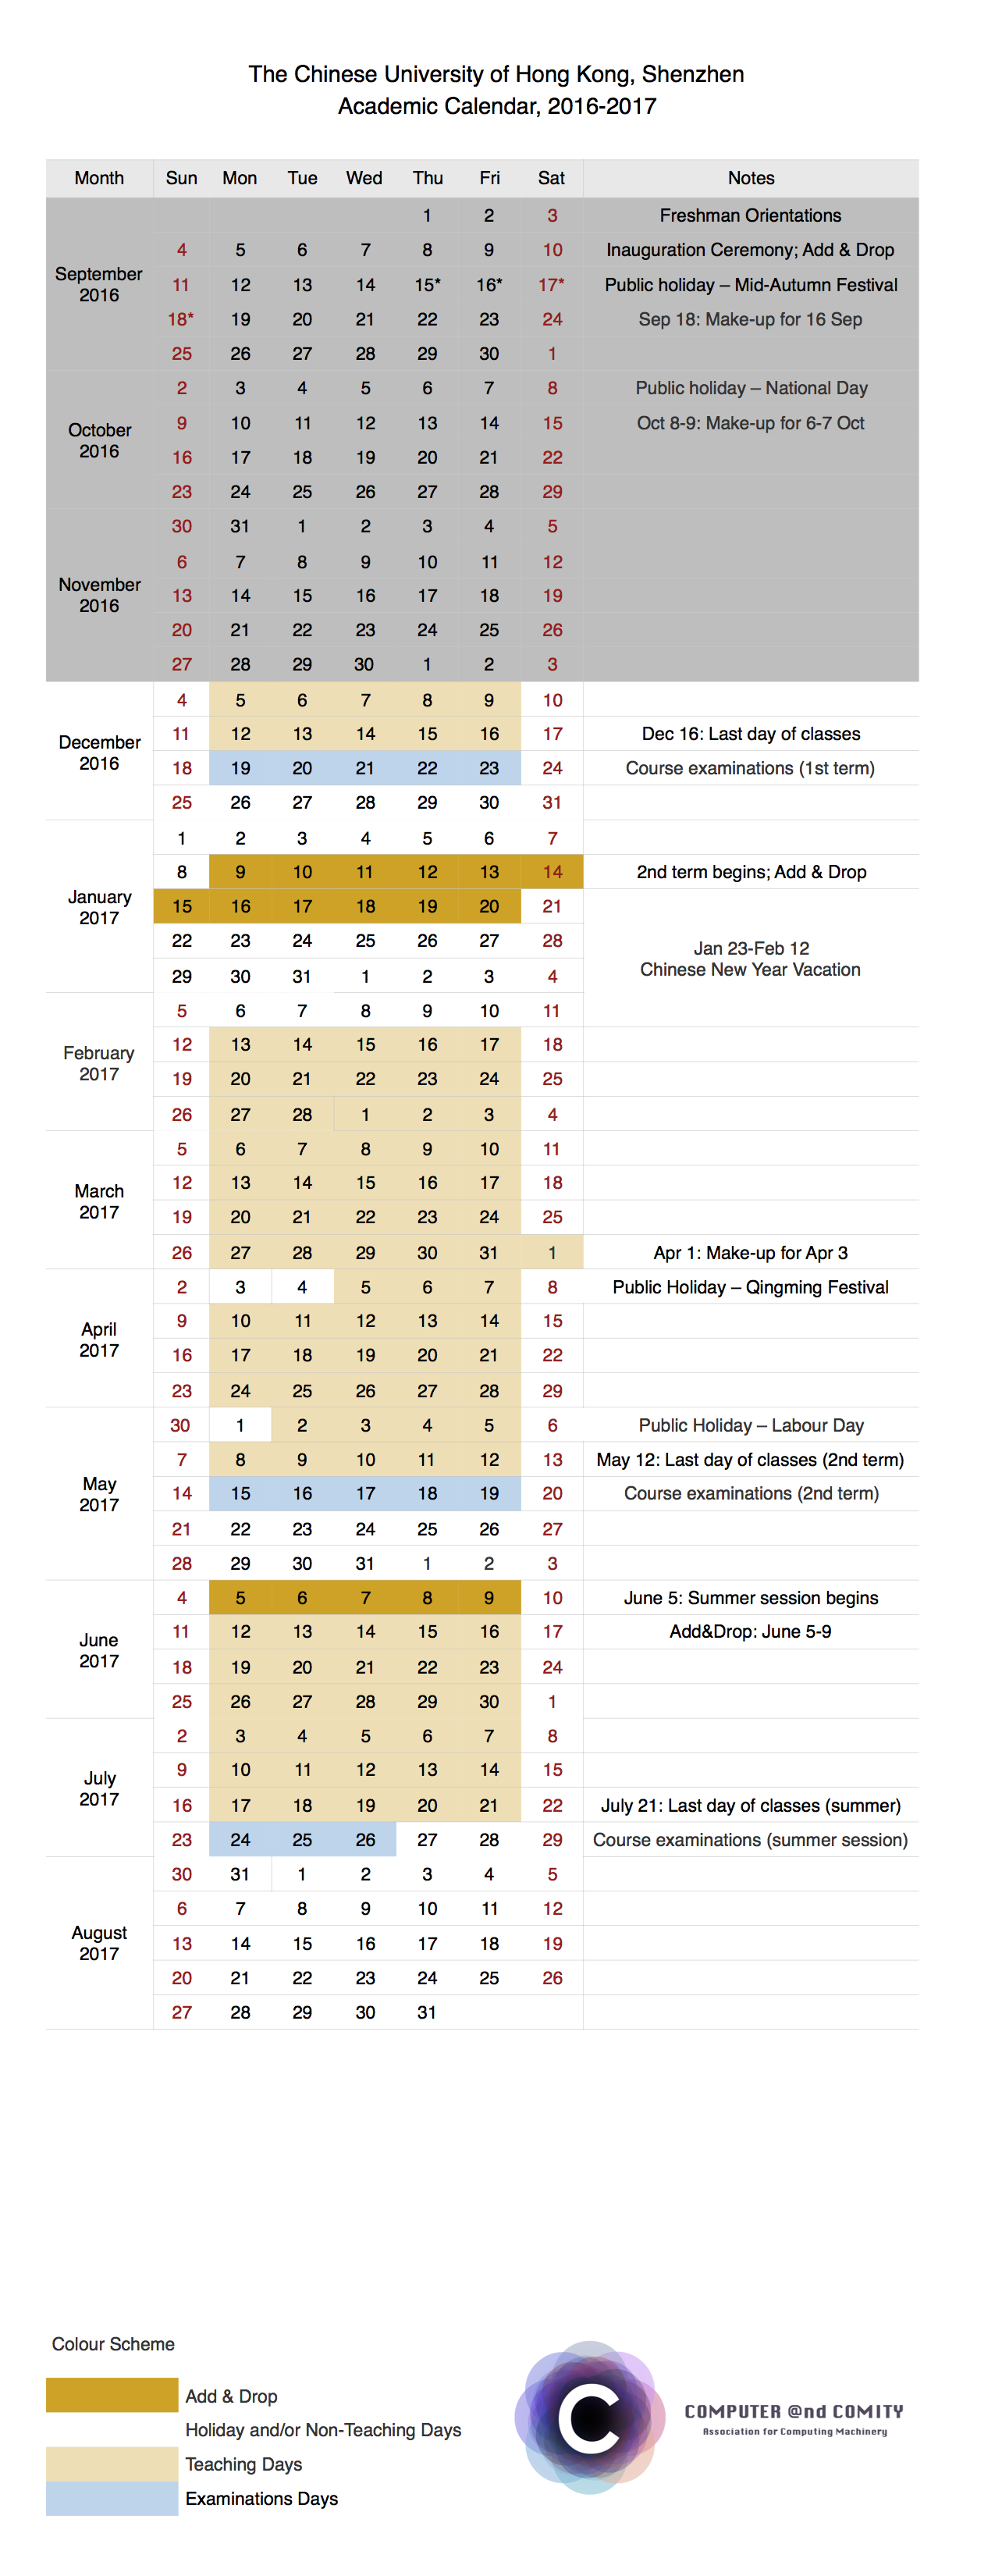 The Chinese University of Hong Kong, Shenzhen
Academic Calendar, 2016-2017
Month Sun Mon Tue Wed Thu Fri Sat Notes
September 2016
1 2 3 Freshman Orientations
4 5 6 7 8 9 10 Inauguration Ceremony; Add & Drop
11 12 13 14 15* 16* 17* Public holiday – Mid-Autumn Festival
18* 19 20 21 22 23 24 Sep 18: Make-up for 16 Sep
25 26 27 28 29 30 1
October 2016
2 3 4 5 6 7 8 Public holiday – National Day
9 10 11 12 13 14 15 Oct 8-9: Make-up for 6-7 Oct
16 17 18 19 20 21 22
23 24 25 26 27 28 29
November 2016
30 31 1 2 3 4 5
6 7 8 9 10 11 12
13 14 15 16 17 18 19
20 21 22 23 24 25 26
27 28 29 30 1 2 3
December 2016
4 5 6 7 8 9 10
11 12 13 14 15 16 17 Dec 16: Last day of classes
18 19 20 21 22 23 24 Course examinations (1st term)
25 26 27 28 29 30 31
January 2017
1 2 3 4 5 6 7
8 9 10 11 12 13 14 2nd term begins; Add & Drop
15 16 17 18 19 20 21
22 23 24 25 26 27 28 Jan 23-Feb 12
Chinese New Year Vacation
29 30 31 1 2 3 4
February 2017
5 6 7 8 9 10 11
12 13 14 15 16 17 18
19 20 21 22 23 24 25
26 27 28 1 2 3 4
March 2017
5 6 7 8 9 10 11
12 13 14 15 16 17 18
19 20 21 22 23 24 25
26 27 28 29 30 31 1 Apr 1: Make-up for Apr 3
April 2017
2 3 4 5 6 7 8 Public Holiday – Qingming Festival
9 10 11 12 13 14 15
16 17 18 19 20 21 22
23 24 25 26 27 28 29
May 2017
30 1 2 3 4 5 6 Public Holiday – Labour Day
7 8 9 10 11 12 13 May 12: Last day of classes (2nd term)
14 15 16 17 18 19 20 Course examinations (2nd term)
21 22 23 24 25 26 27
28 29 30 31 1 2 3
June 2017
4 5 6 7 8 9 10 June 5: Summer session begins
11 12 13 14 15 16 17 Add&Drop: June 5-9
18 19 20 21 22 23 24
25 26 27 28 29 30 1
July 2017
2 3 4 5 6 7 8
9 10 11 12 13 14 15
16 17 18 19 20 21 22 July 21: Last day of classes (summer)
23 24 25 26 27 28 29 Course examinations (summer session)
August 2017
30 31 1 2 3 4 5
6 7 8 9 10 11 12
13 14 15 16 17 18 19
20 21 22 23 24 25 26
27 28 29 30 31
Colour Scheme
Add & Drop
Holiday and/or Non-Teaching Days
Teaching Days
Examinations Days
C
COMPUTER @nd COMITY
Association for Computing Machinery